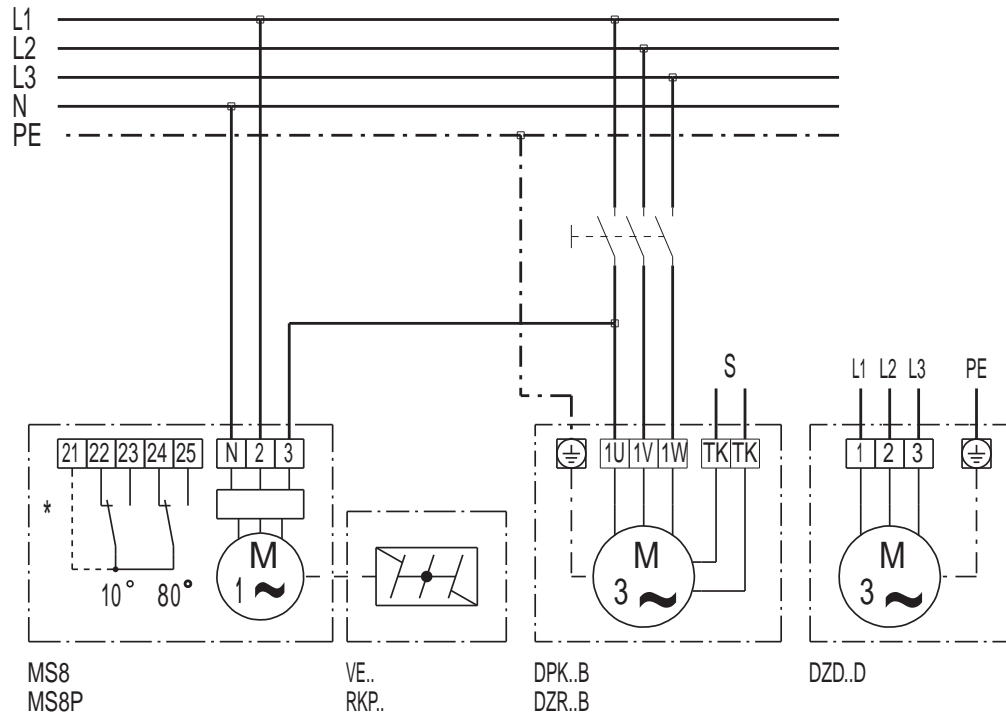 L1
L2
L3
N
PE
S
L1 L2 L3 PE
21 22 23 24 25 N 2 3
1U 1V 1W TK TK
1 2 3
*
10° 80°
M
1 ~
M
3 ~
M
3 ~
MS8
MS8P
VE..
RKP..
DPK..B
DZR..B
DZD..D